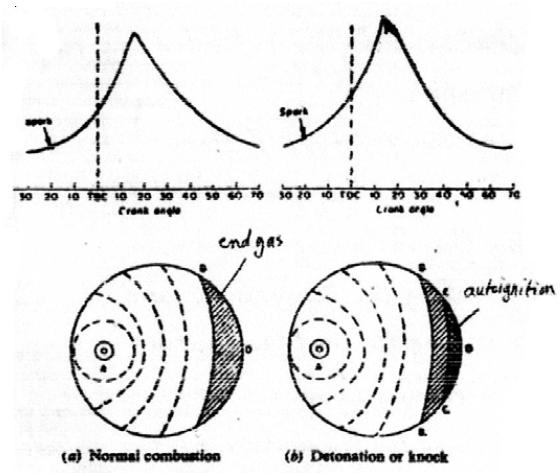 spark
Spark
30 20 10 TDC 10 20 30 40 50 60 70
30 20 10 TDC 10 20 30 40 50 60 70
Crank angle
Crank angle
end gas
autoignition
B
D
A
B
C
D
A
C
B
(a) Normal combustion
(b) Detonation or knock